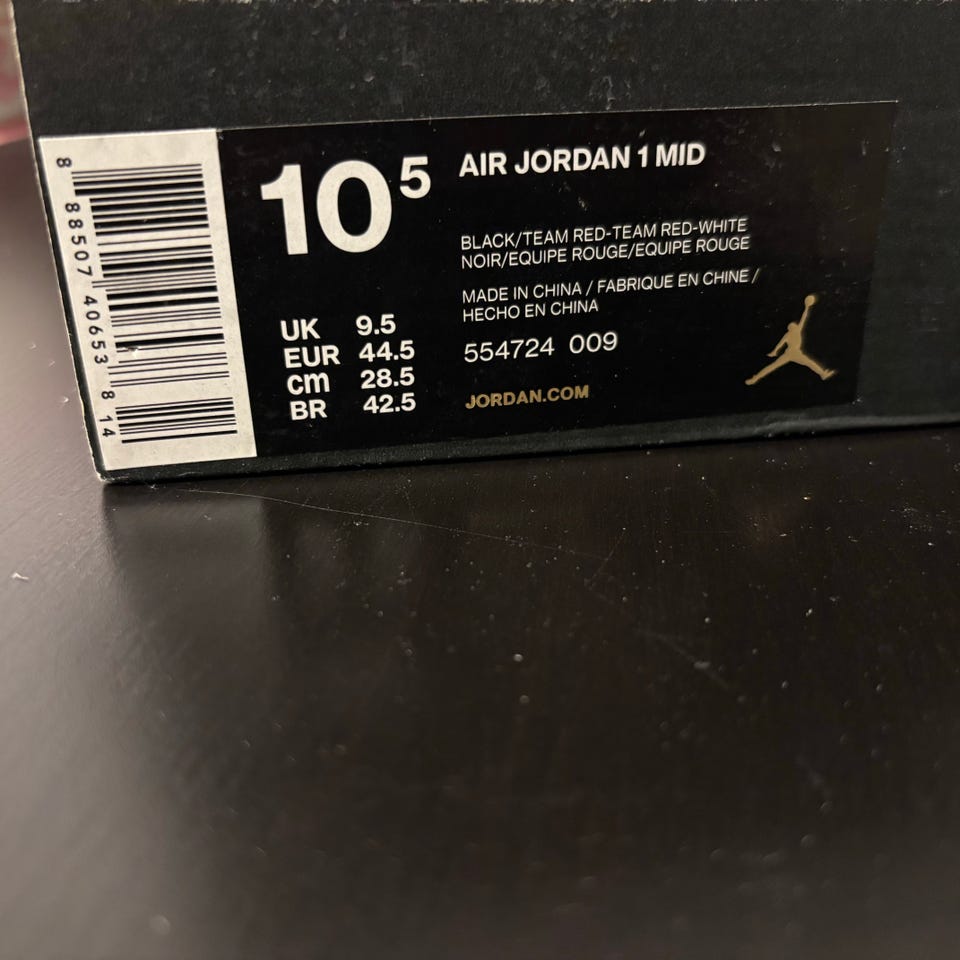 8 88507 40653 8 14
10⁵
UK 9.5
EUR 44.5
cm 28.5
BR 42.5
AIR JORDAN 1 MID
BLACK/TEAM RED-TEAM RED-WHITE
NOIR/EQUIPE ROUGE/EQUIPE ROUGE
MADE IN CHINA / FABRIQUE EN CHINE /
HECHO EN CHINA
554724 009
JORDAN.COM